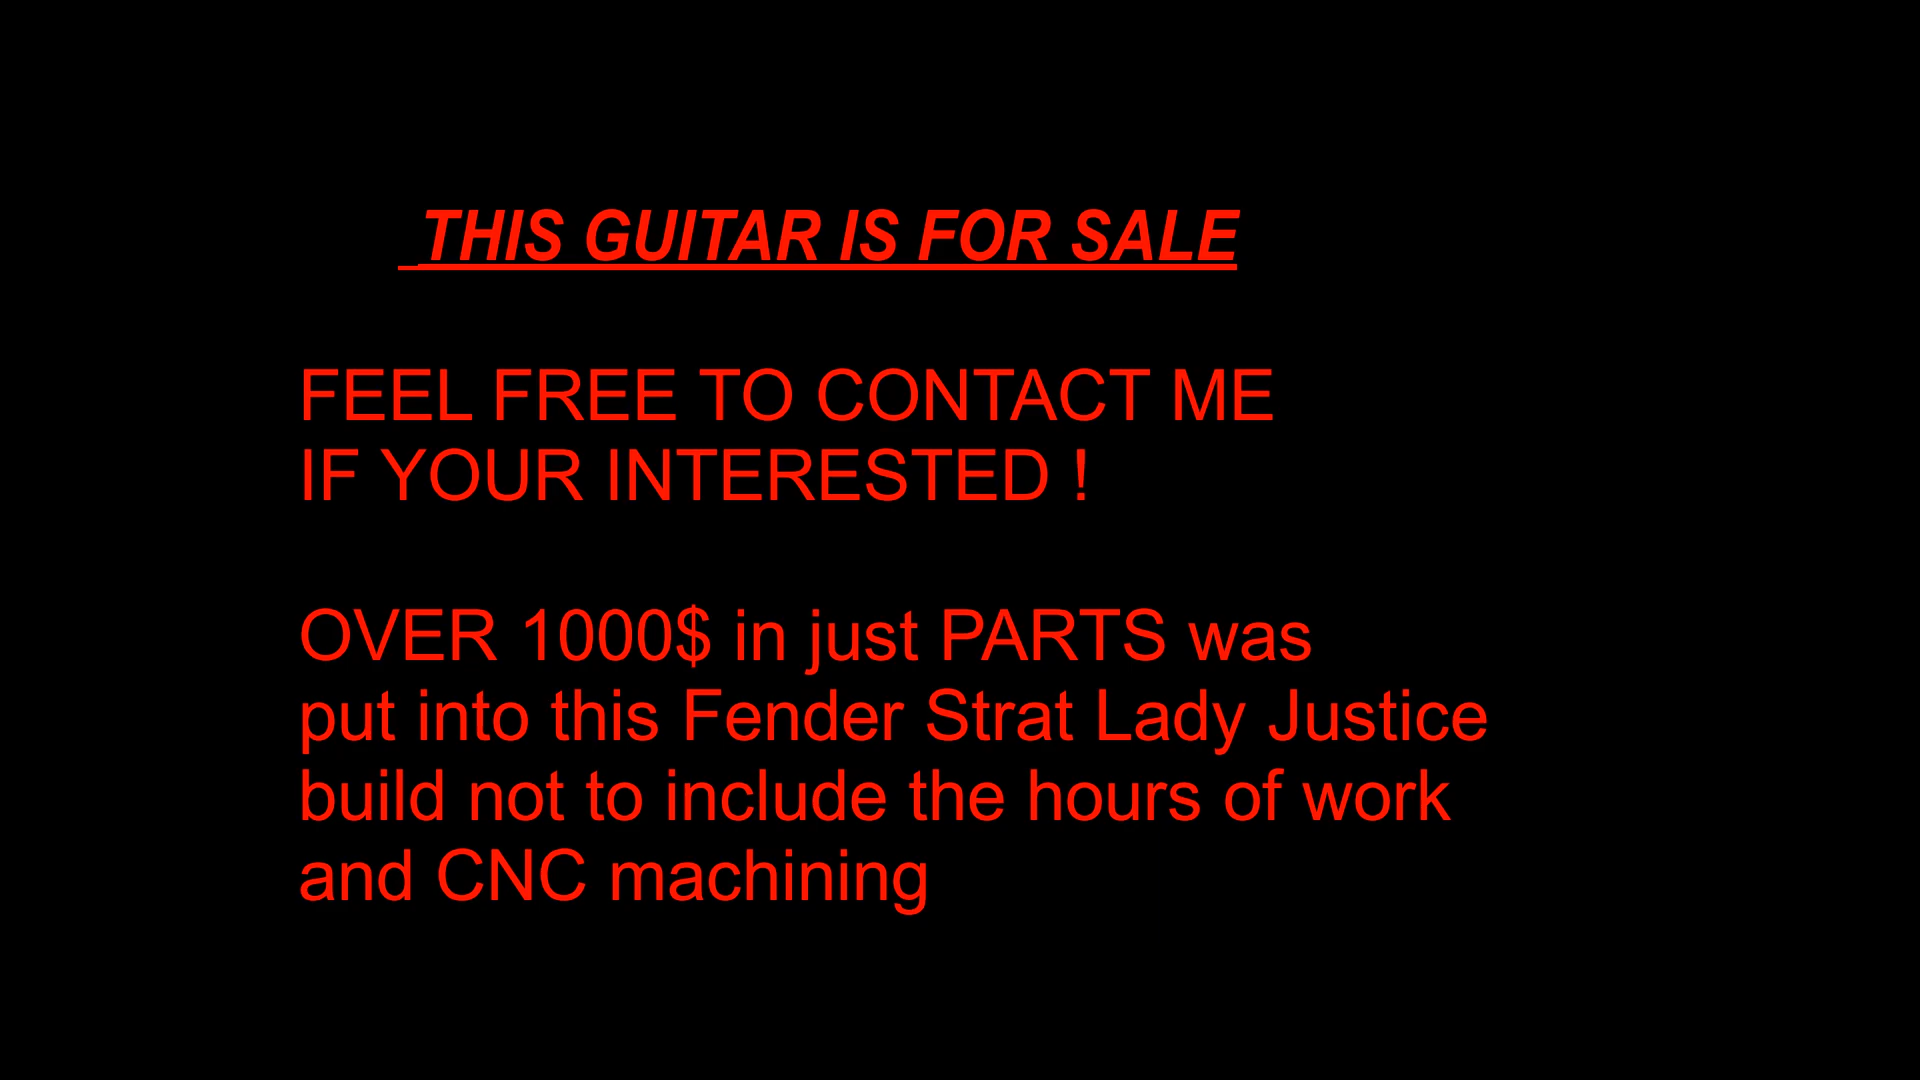 THIS GUITAR IS FOR SALE
FEEL FREE TO CONTACT ME
IF YOUR INTERESTED !
OVER 1000$ in just PARTS was
put into this Fender Strat Lady Justice
build not to include the hours of work
and CNC machining